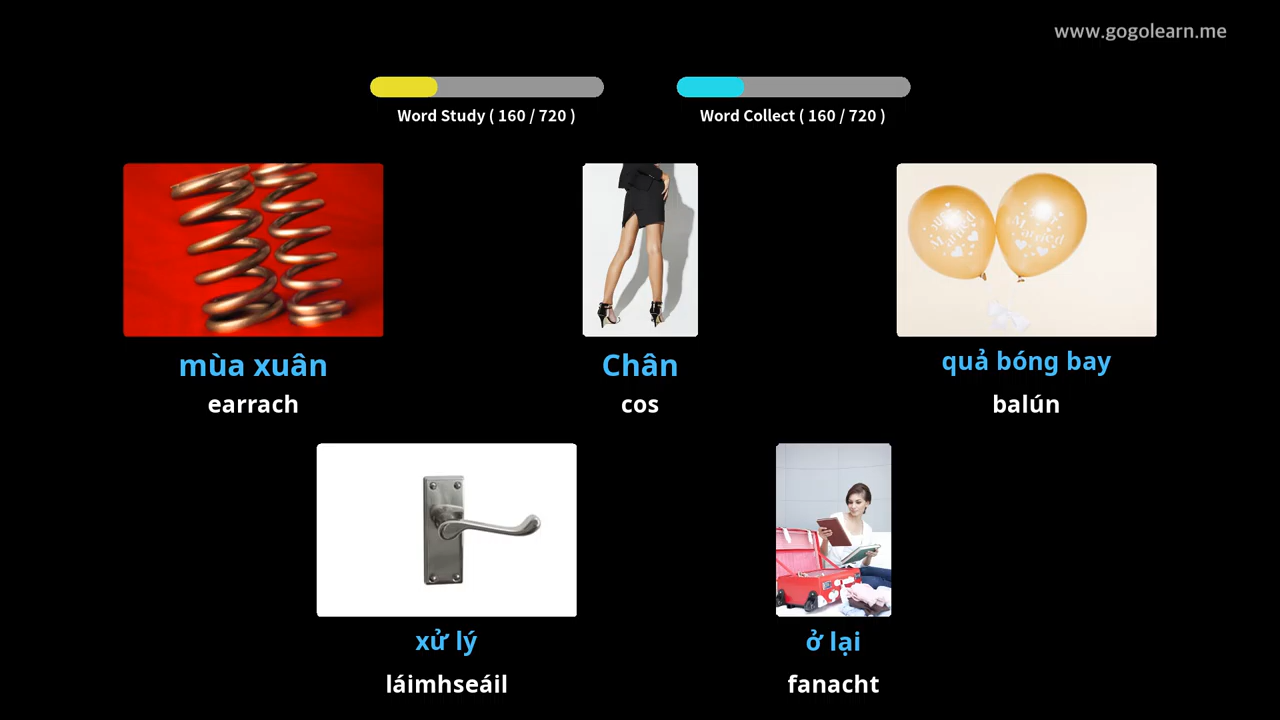 www.gogolearn.me
Word Study ( 160 / 720 )
Word Collect ( 160 / 720 )
mùa xuân
earrach
Chân
cos
quả bóng bay
balún
xử lý
láimhseáil
ở lại
fanacht